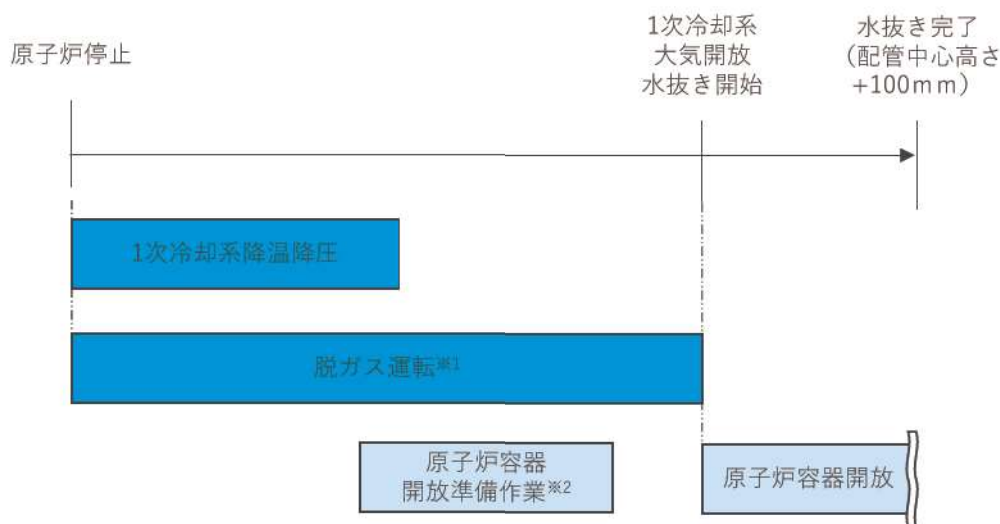 原子炉停止
1次冷却系
大気開放
水抜き開始
水抜き完了
（配管中心高さ
+100mm）
1次冷却系降温降圧
脱ガス運転※1
原子炉容器
開放準備作業※2
原子炉容器開放